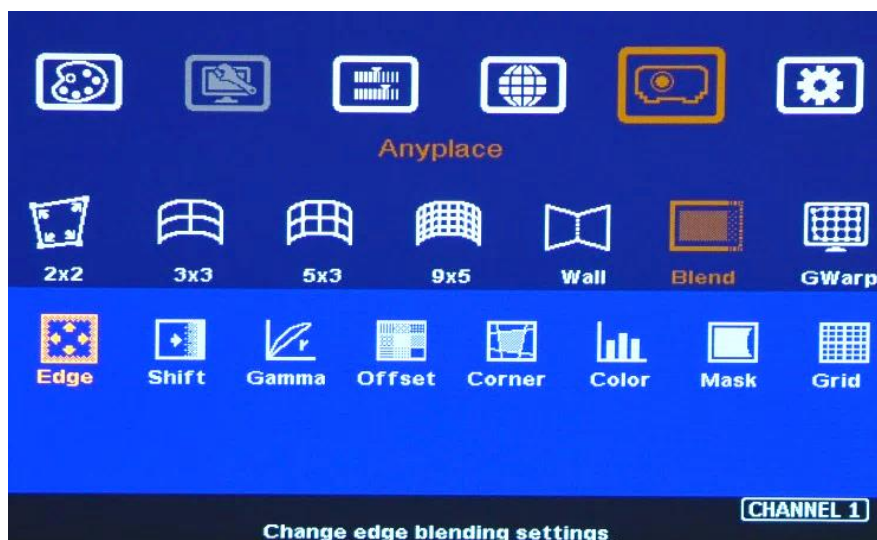 Anyplace
2x2 3x3 5x3 9x5 Wall Blend GWarp
Edge Shift Gamma Offset Corner Color Mask Grid
CHANNEL 1
Change edge blending settings